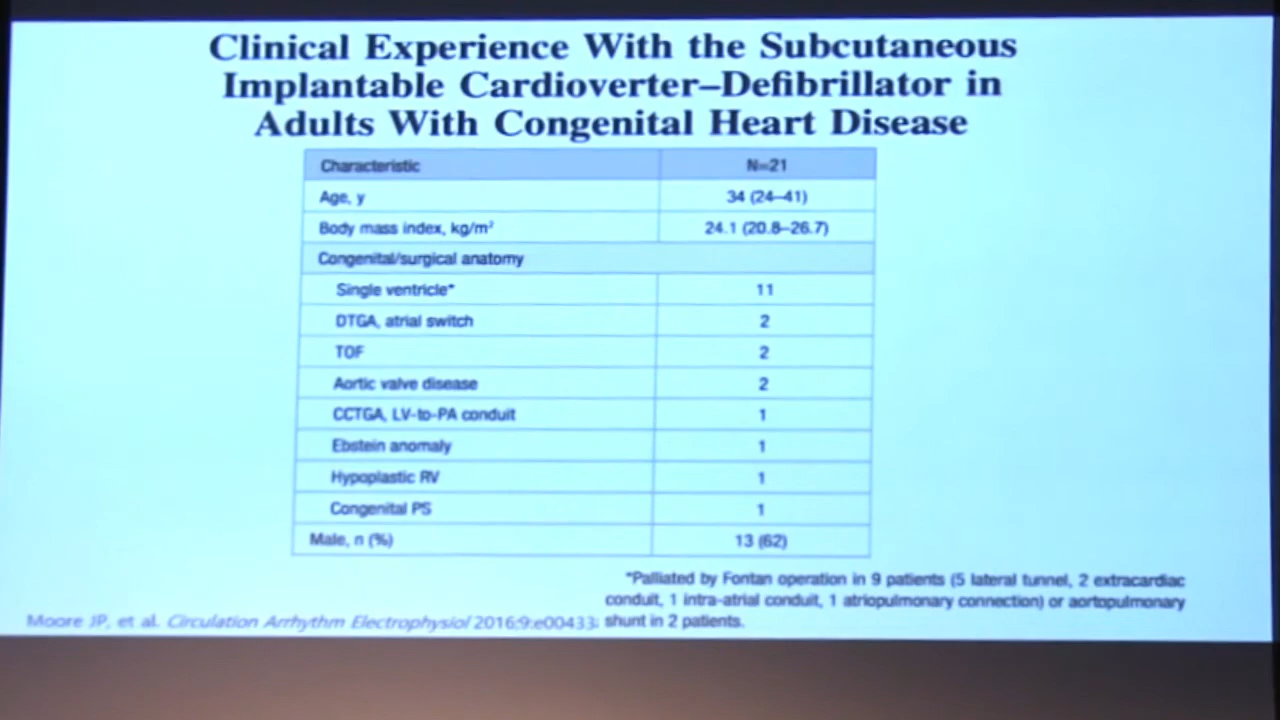 Clinical Experience With the Subcutaneous
Implantable Cardioverter–Defibrillator in
Adults With Congenital Heart Disease
Characteristic N=21
Age, y 34 (24–41)
Body mass index, kg/m² 24.1 (20.8–26.7)
Congenital/surgical anatomy
Single ventricle* 11
DTGA, atrial switch 2
TOF 2
Aortic valve disease 2
CCTGA, LV-to-PA conduit 1
Ebstein anomaly 1
Hypoplastic RV 1
Congenital PS 1
Male, n (%) 13 (62)
*Palliated by Fontan operation in 9 patients (5 lateral tunnel, 2 extracardiac
conduit, 1 intra-atrial conduit, 1 atriopulmonary connection) or aortopulmonary
shunt in 2 patients.
Moore JP, et al. Circulation Arrhythm Electrophysiol 2016;9:e00433: